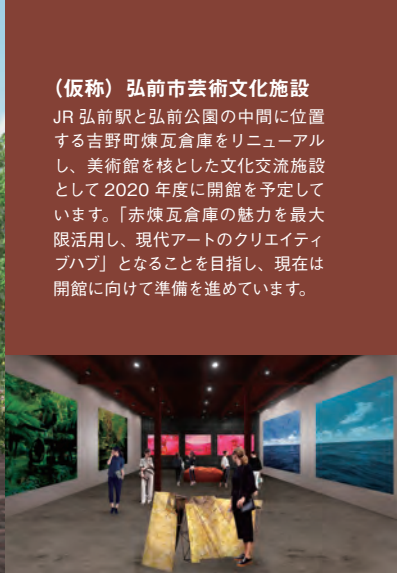 （仮称）弘前市芸術文化施設
JR 弘前駅と弘前公園の中間に位置
する吉野町煉瓦倉庫をリニューアル
し、美術館を核とした文化交流施設
として 2020 年度に開館を予定して
います。「赤煉瓦倉庫の魅力を最大
限活用し、現代アートのクリエイティ
ブハブ」となることを目指し、現在は
開館に向けて準備を進めています。